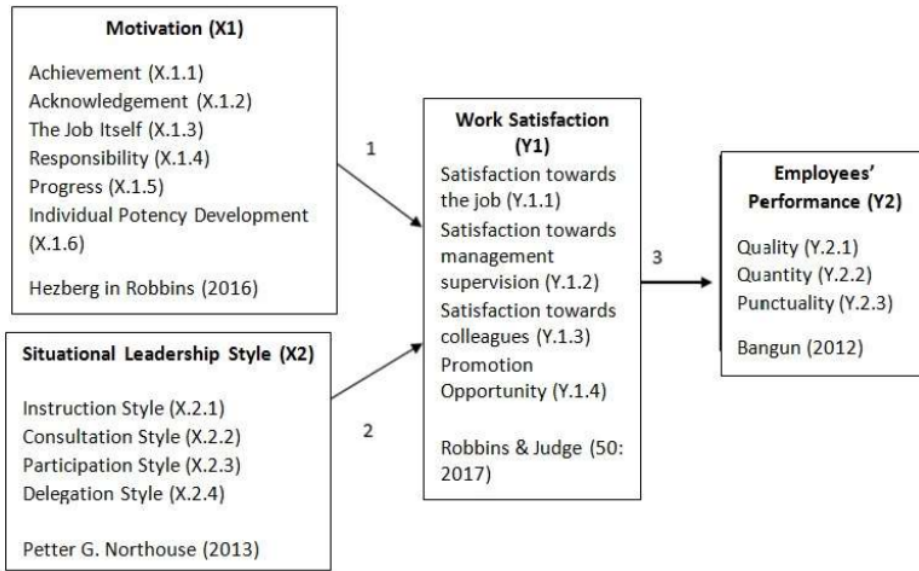 Motivation (X1)
Achievement (X.1.1)
Acknowledgement (X.1.2)
The Job Itself (X.1.3)
Responsibility (X.1.4)
Progress (X.1.5)
Individual Potency Development
(X.1.6)
Hezberg in Robbins (2016)
Situational Leadership Style (X2)
Instruction Style (X.2.1)
Consultation Style (X.2.2)
Participation Style (X.2.3)
Delegation Style (X.2.4)
Petter G. Northouse (2013)
1
2
Work Satisfaction
(Y1)
Satisfaction towards
the job (Y.1.1)
Satisfaction towards
management
supervision (Y.1.2)
Satisfaction towards
colleagues (Y.1.3)
Promotion
Opportunity (Y.1.4)
Robbins & Judge (50:
2017)
3
Employees’
Performance (Y2)
Quality (Y.2.1)
Quantity (Y.2.2)
Punctuality (Y.2.3)
Bangun (2012)